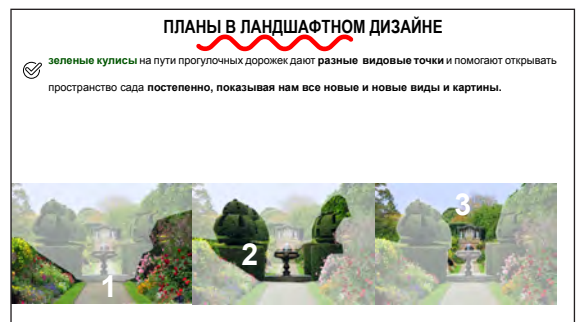 ПЛАНЫ В ЛАНДШАФТНОМ ДИЗАЙНЕ
зеленые кулисы на пути прогулочных дорожек дают разные видовые точки и помогают открывать
пространство сада постепенно, показывая нам все новые и новые виды и картины.
1
2
3